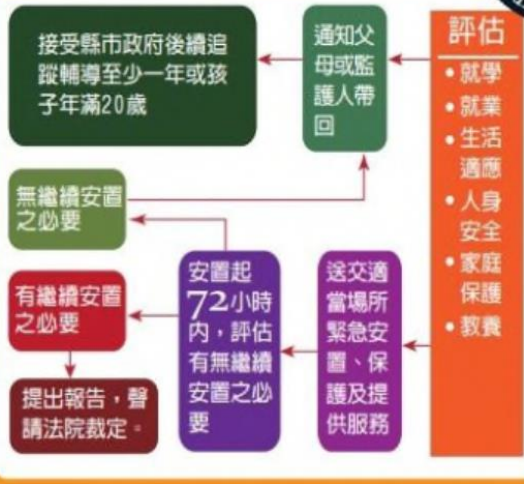 評估
• 就學
• 就業
• 生活
適應
• 人身
安全
• 家庭
保護
• 教養
通知父
母或監
護人帶
回
接受縣市政府後續追
蹤輔導至少一年或孩
子年滿20歲
送交適
當場所
緊急安
置、保
護及提
供服務
安置起
72小時
內，評估
有無繼續
安置之必
要
無繼續安置
之必要
有繼續安置
之必要
提出報告，聲
請法院裁定。